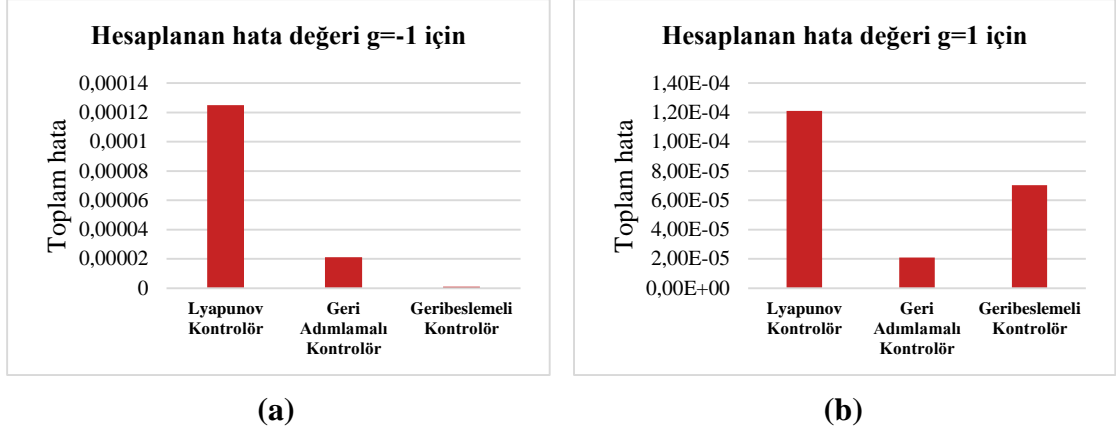 Hesaplanan hata değeri g=-1 için
Toplam hata
0,00014
0,00012
0,0001
0,00008
0,00006
0,00004
0,00002
0
Lyapunov
Kontrolör
Geri
Adımlamalı
Kontrolör
Geribeslemeli
Kontrolör
(a)
Hesaplanan hata değeri g=1 için
Toplam hata
1,40E-04
1,20E-04
1,00E-04
8,00E-05
6,00E-05
4,00E-05
2,00E-05
0,00E+00
Lyapunov
Kontrolör
Geri
Adımlamalı
Kontrolör
Geribeslemeli
Kontrolör
(b)